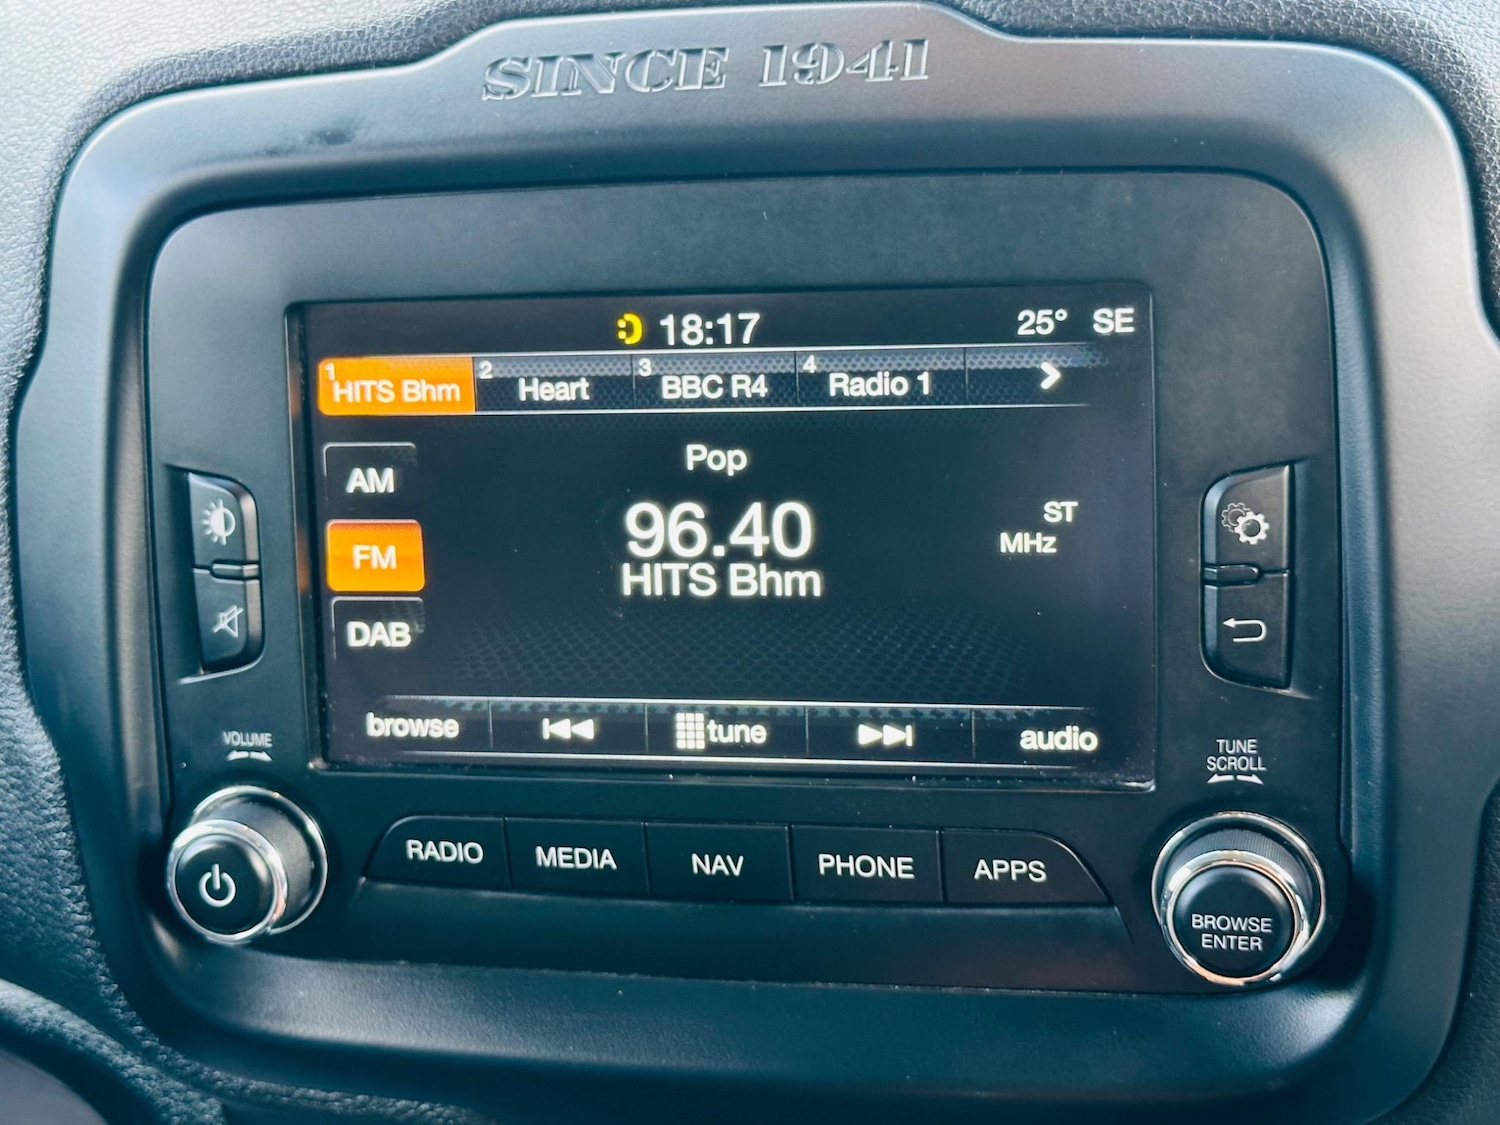 SINCE 1941
18:17
25° SE
1 HITS Bhm 2 Heart 3 BBC R4 4 Radio 1
AM
FM
DAB
Pop
96.40
HITS Bhm
ST
MHz
browse tune audio
VOLUME
TUNE
SCROLL
RADIO MEDIA NAV PHONE APPS
BROWSE
ENTER